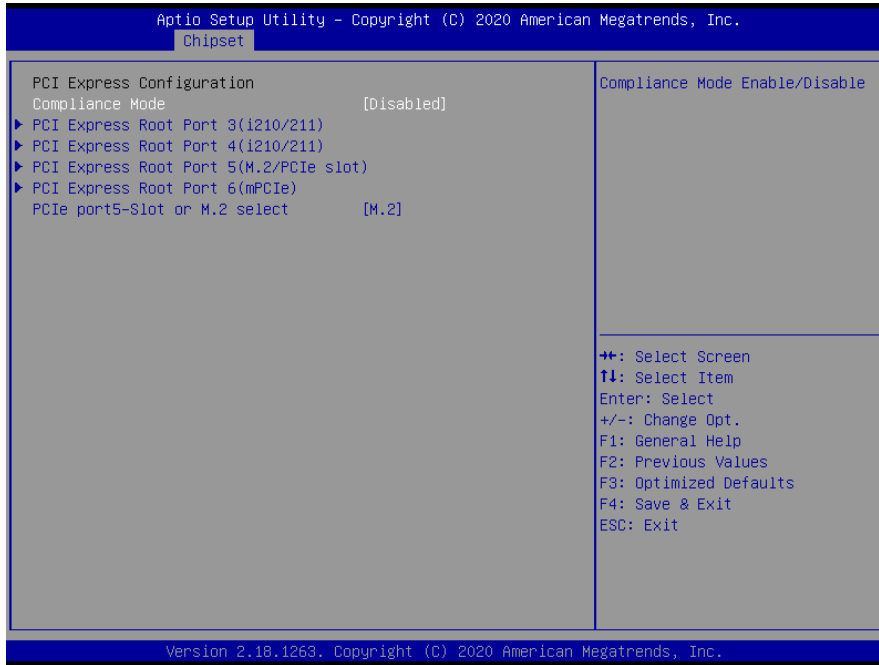 Aptio Setup Utility – Copyright (C) 2020 American Megatrends, Inc.
Chipset
PCI Express Configuration
Compliance Mode [Disabled]
PCI Express Root Port 3(i210/211)
PCI Express Root Port 4(i210/211)
PCI Express Root Port 5(M.2/PCIe slot)
PCI Express Root Port 6(mPCIe)
PCIe port5-Slot or M.2 select [M.2]
Compliance Mode Enable/Disable
→←: Select Screen
↑↓: Select Item
Enter: Select
+/-: Change Opt.
F1: General Help
F2: Previous Values
F3: Optimized Defaults
F4: Save & Exit
ESC: Exit
Version 2.18.1263. Copyright (C) 2020 American Megatrends, Inc.